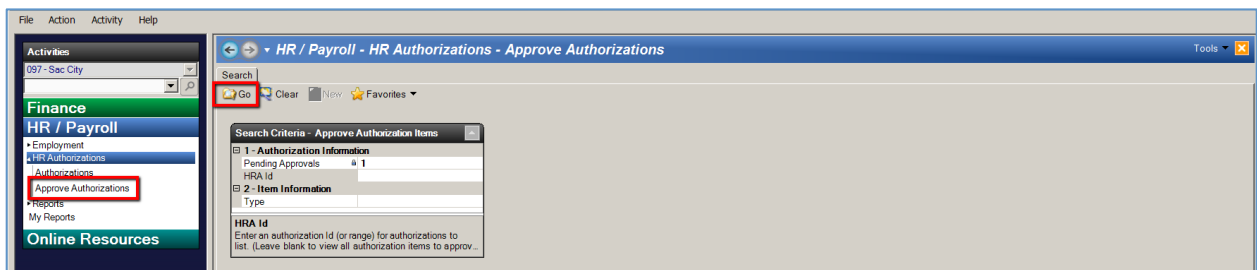 File Action Activity Help
Activities
097 - Sac City
Finance
HR / Payroll
Employment
HR Authorizations
Authorizations
Approve Authorizations
Reports
My Reports
Online Resources
HR / Payroll - HR Authorizations - Approve Authorizations
Tools
Search
Go Clear New Favorites
Search Criteria - Approve Authorization Items
1 - Authorization Information
Pending Approvals 1
HRA Id
2 - Item Information
Type
HRA Id
Enter an authorization Id (or range) for authorizations to
list. (Leave blank to view all authorization items to approv...